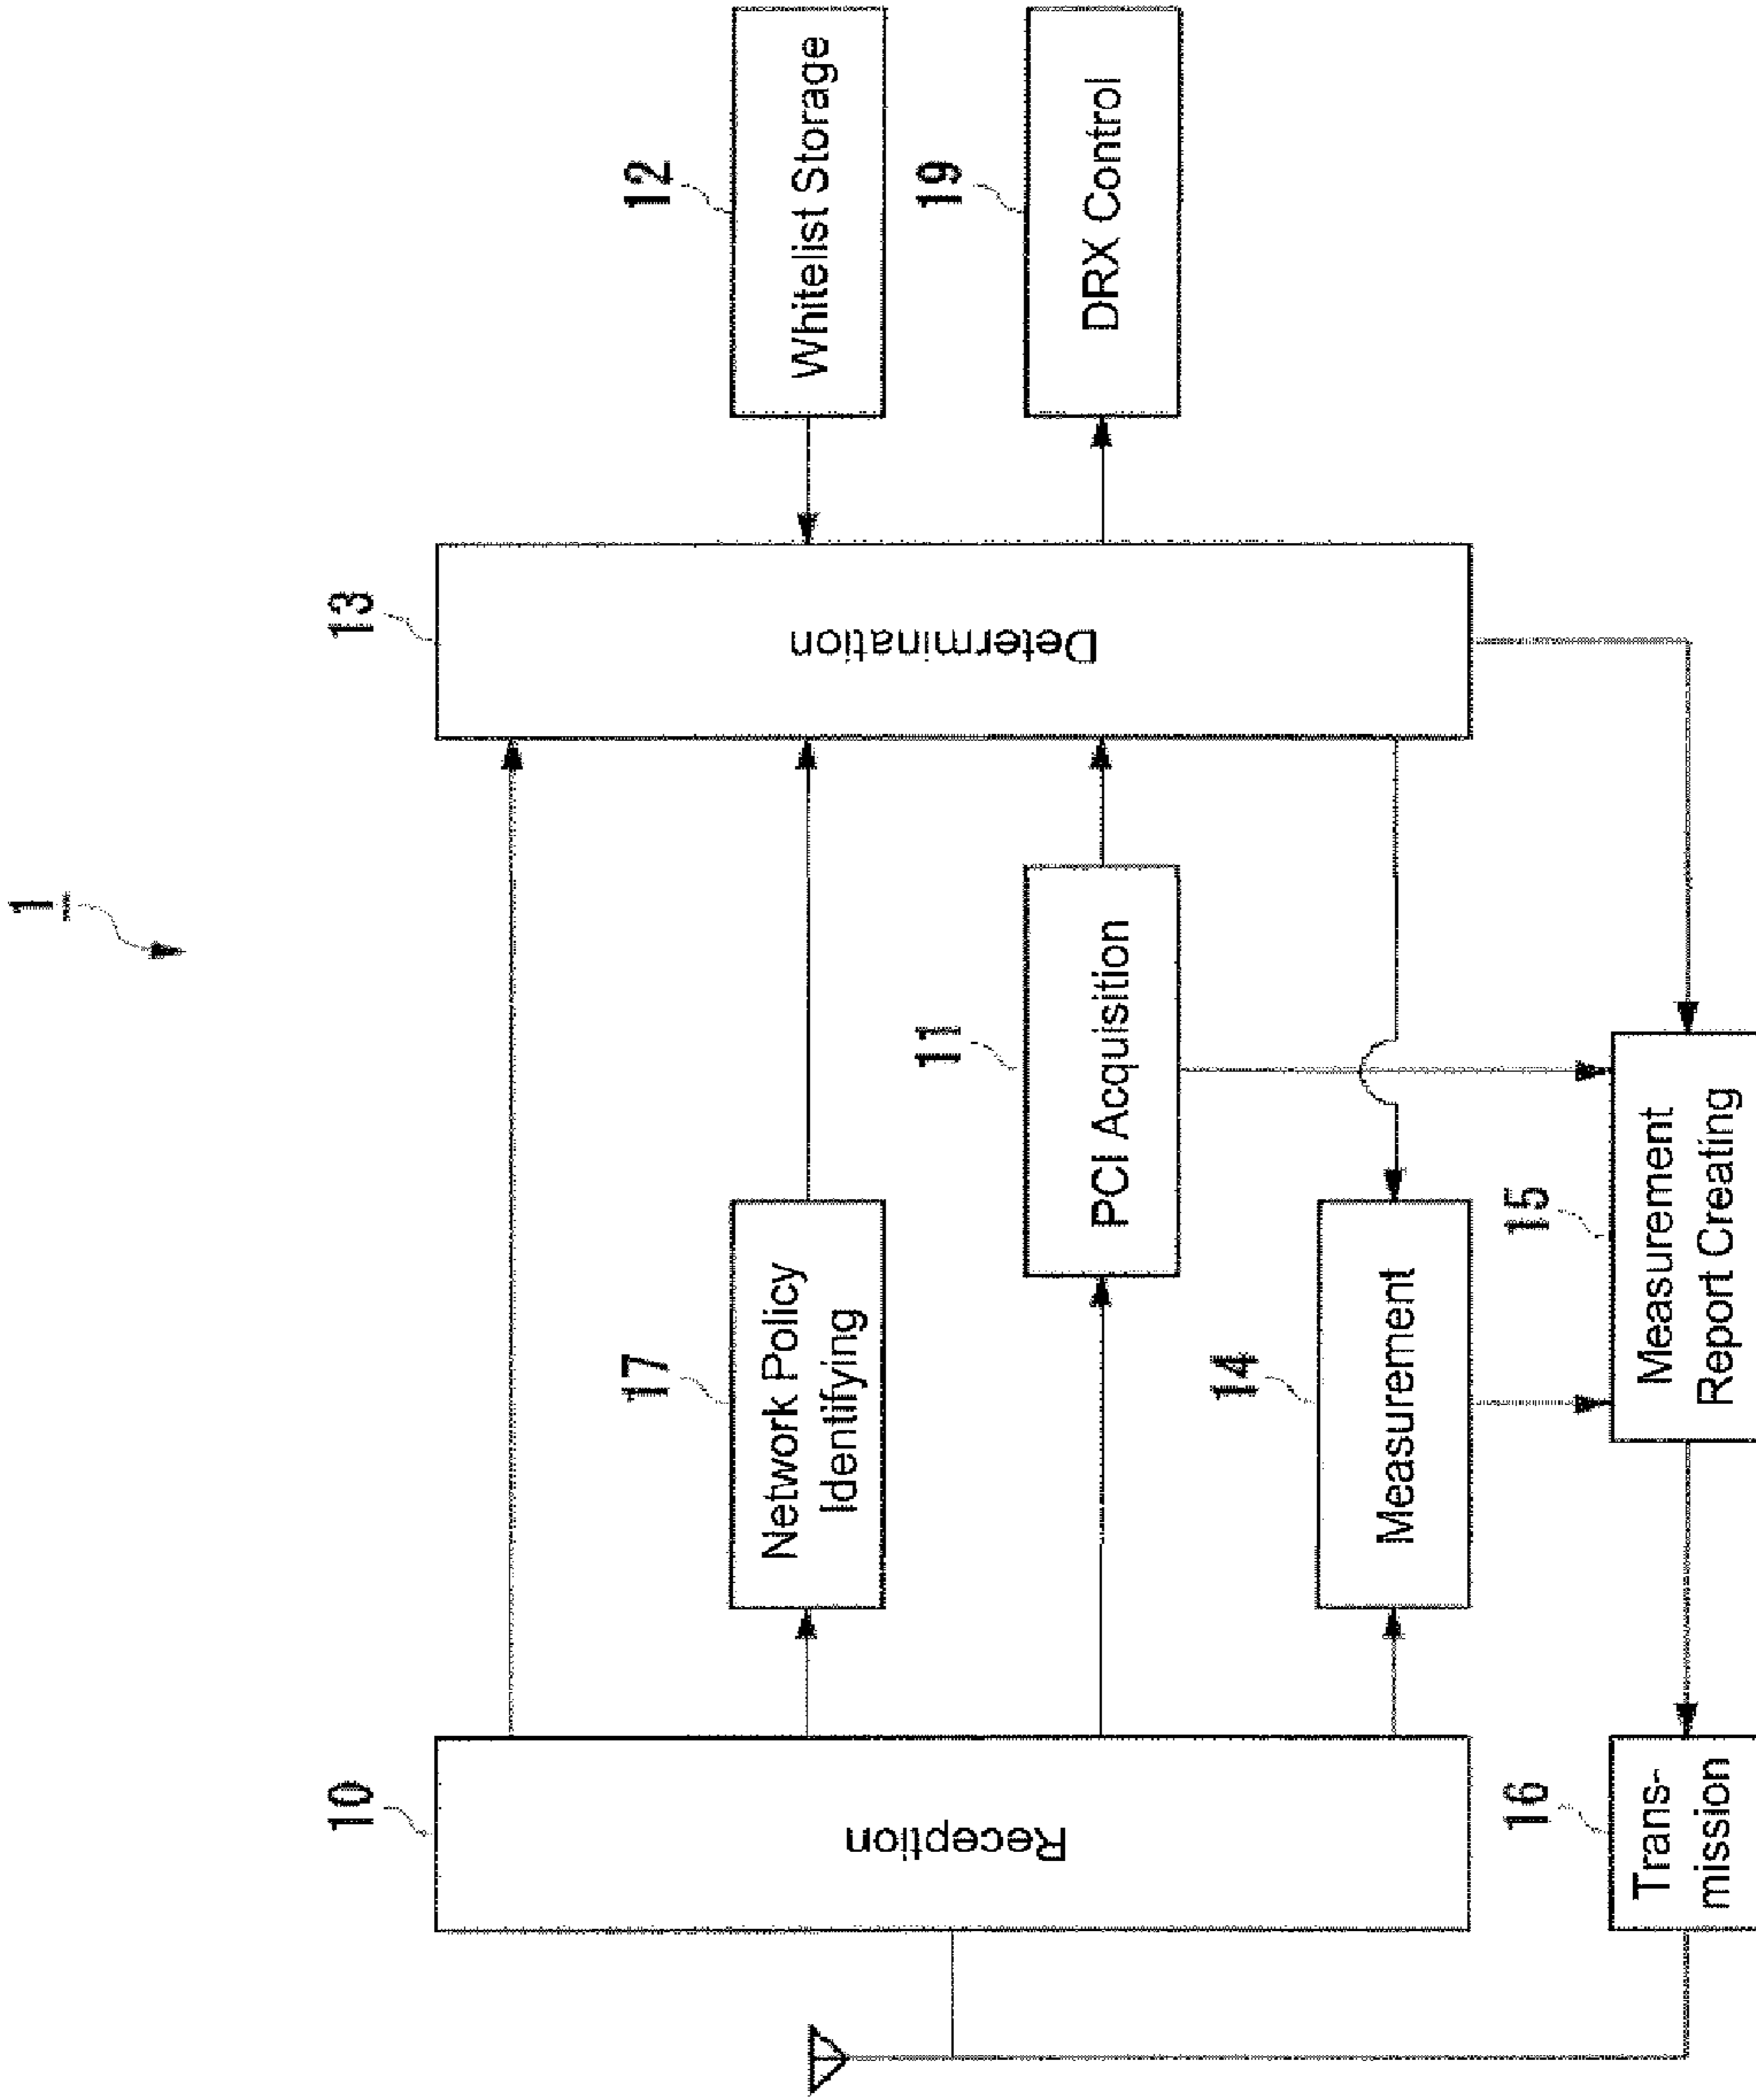 1
10
Reception
13
Determination
17
Network Policy
Identifying
12
Whitelist Storage
11
PCI Acquisition
19
DRX Control
14
Measurement
16
Trans-
mission
15
Measurement
Report Creating